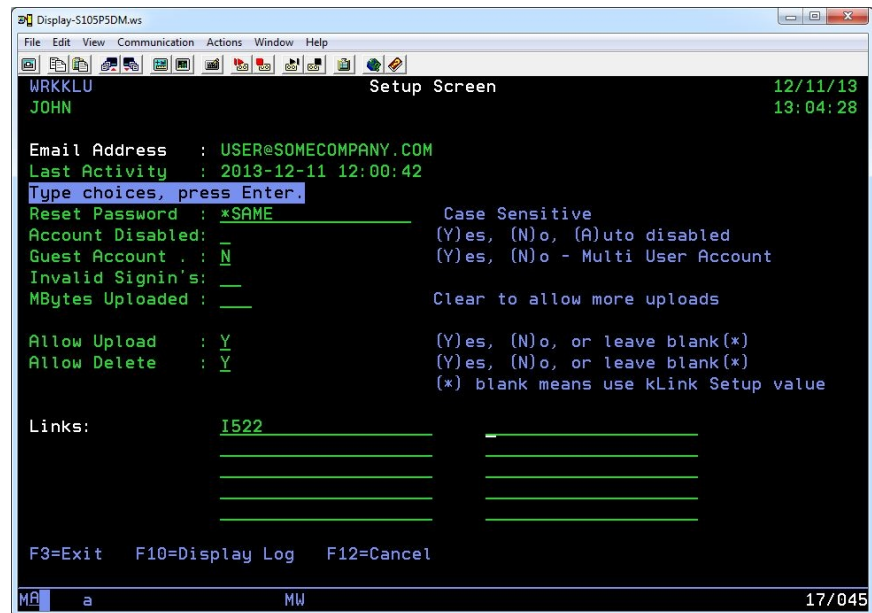 Display-S105P5DM.ws
File Edit View Communication Actions Window Help
WRKKLU Setup Screen 12/11/13
JOHN 13:04:28
Email Address : USER@SOMECOMPANY.COM
Last Activity : 2013-12-11 12:00:42
Type choices, press Enter.
Reset Password : *SAME Case Sensitive
Account Disabled: _ (Y)es, (N)o, (A)uto disabled
Guest Account . : N (Y)es, (N)o - Multi User Account
Invalid Signin's: __
MBytes Uploaded : ___ Clear to allow more uploads
Allow Upload : Y (Y)es, (N)o, or leave blank(*)
Allow Delete : Y (Y)es, (N)o, or leave blank(*)
(*) blank means use kLink Setup value
Links: I522
F3=Exit F10=Display Log F12=Cancel
MA a MW 17/045